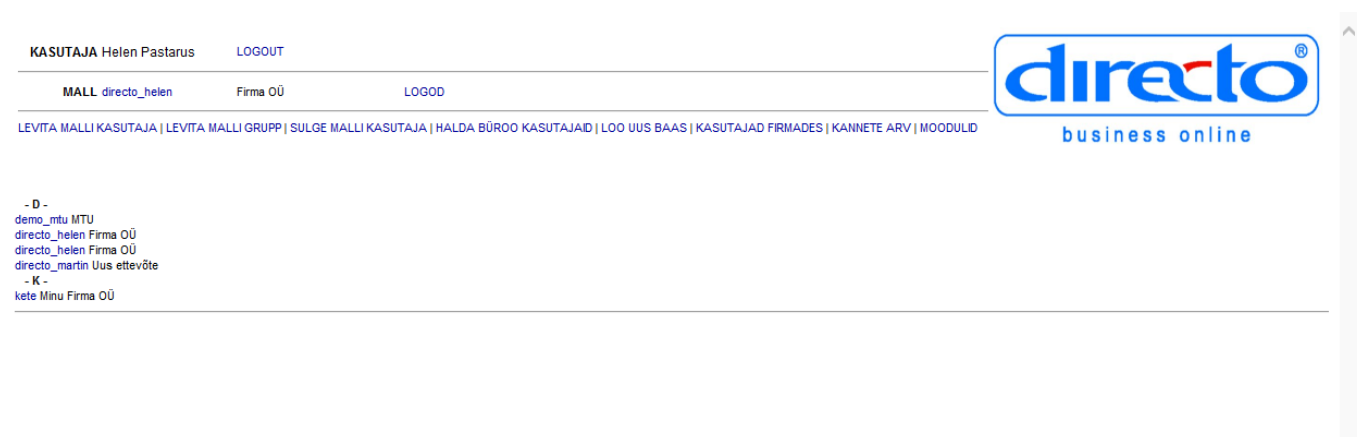 KASUTAJA Helen Pastarus LOGOUT
MALL directo_helen Firma OÜ LOGOD
LEVITA MALLI KASUTAJA | LEVITA MALLI GRUPP | SULGE MALLI KASUTAJA | HALDA BÜROO KASUTAJAID | LOO UUS BAAS | KASUTAJAD FIRMADES | KANNETE ARV | MOODULID
directo®
business online
- D -
demo_mtu MTU
directo_helen Firma OÜ
directo_helen Firma OÜ
directo_martin Uus ettevõte
- K -
kete Minu Firma OÜ